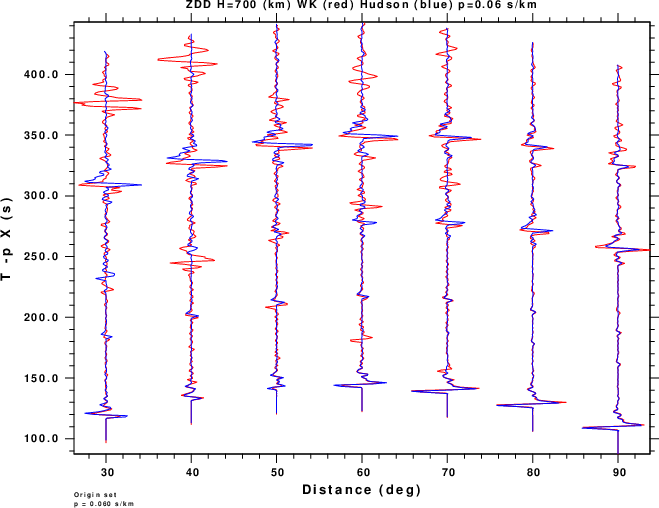 ZDD H=700 (km) WK (red) Hudson (blue) p=0.06 s/km
400.0
350.0
300.0
250.0
200.0
150.0
100.0
T - p X (s)
30 40 50 60 70 80 90
Distance (deg)
Origin set
p = 0.060 s/km